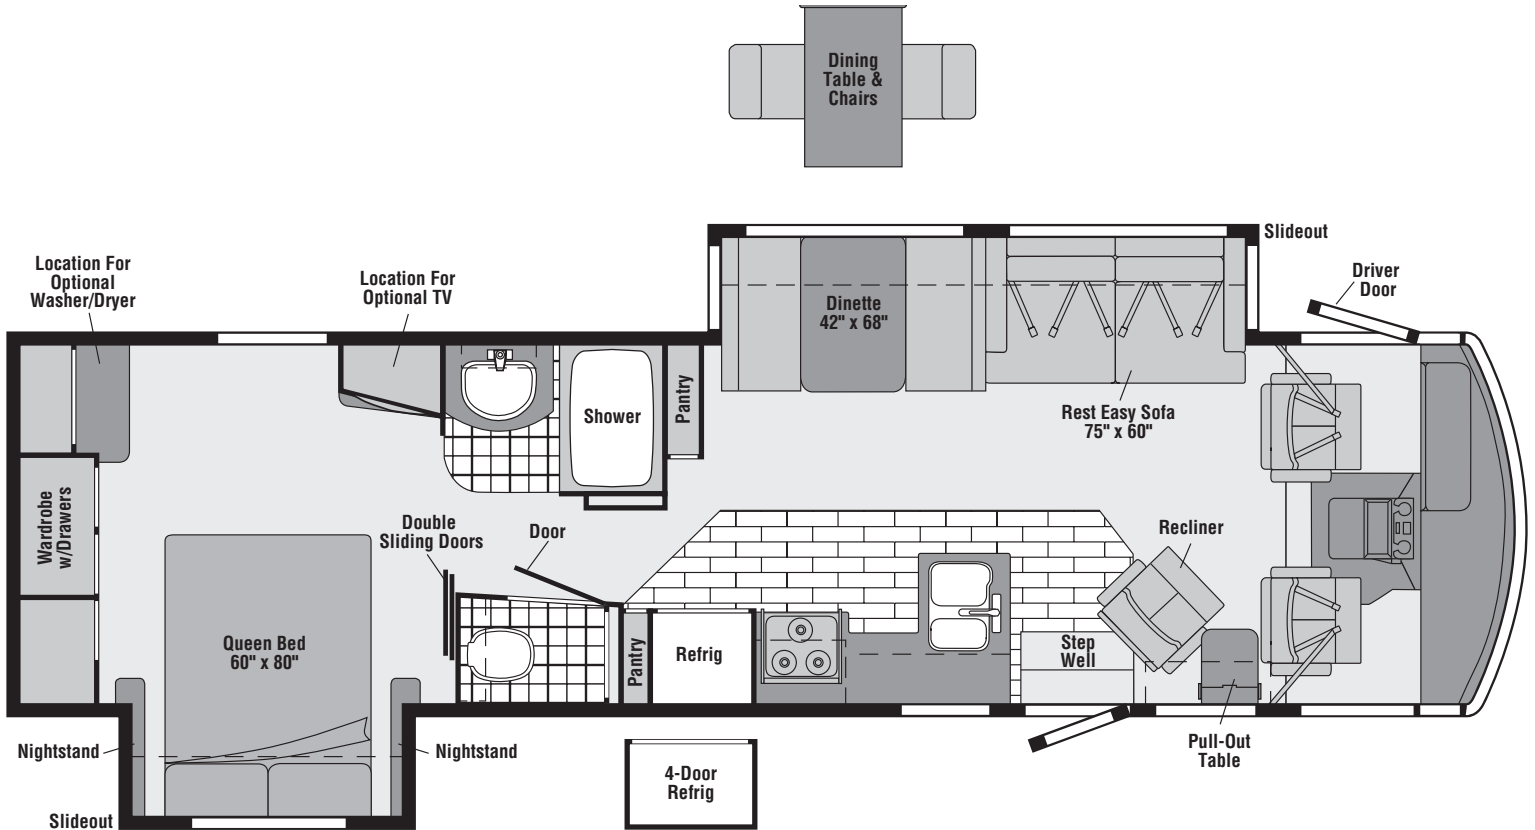 Dining
Table &
Chairs
Slideout
Location For
Optional
Washer/Dryer
Location For
Optional TV
Driver
Door
Dinette
42" x 68"
Shower
Pantry
Rest Easy Sofa
75" x 60"
Wardrobe
w/Drawers
Double
Sliding Doors
Door
Recliner
Queen Bed
60" x 80"
Pantry
Refrig
Step
Well
Nightstand
Nightstand
Pull-Out
Table
4-Door
Refrig
Slideout